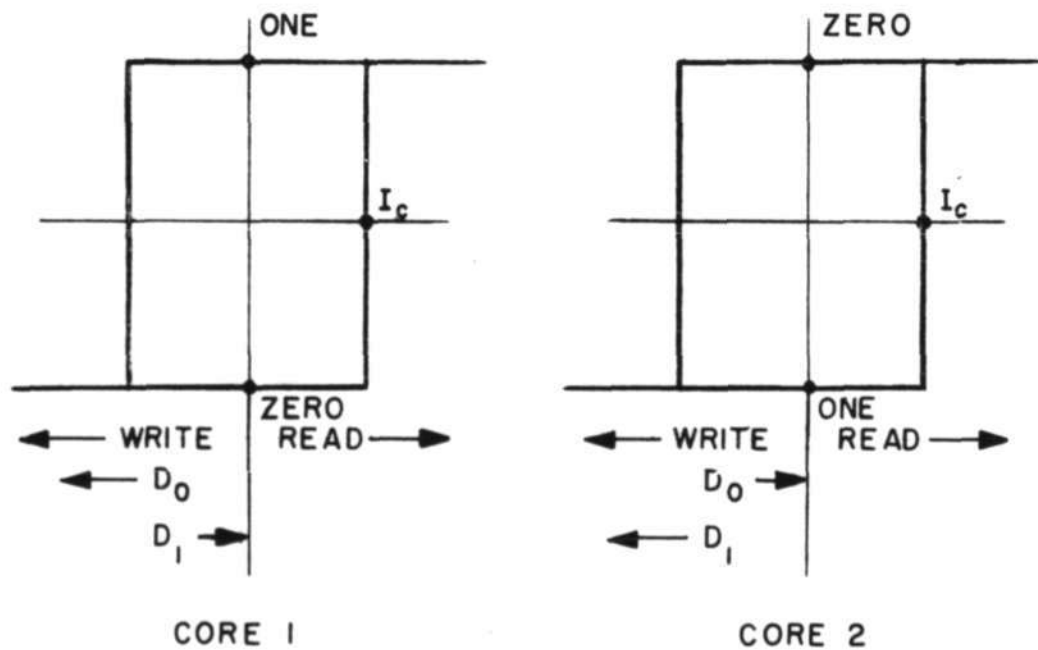 ONE
ZERO
I_c
I_c
ZERO
ONE
WRITE READ
WRITE READ
D_0
D_0
D_1
D_1
CORE 1
CORE 2